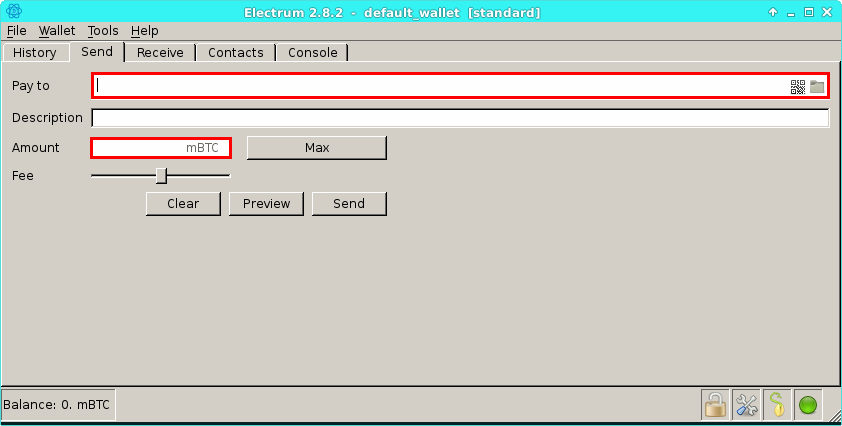 Electrum 2.8.2 - default_wallet [standard]
File Wallet Tools Help
History Send Receive Contacts Console
Pay to
Description
Amount mBTC Max
Fee
Clear Preview Send
Balance: 0. mBTC